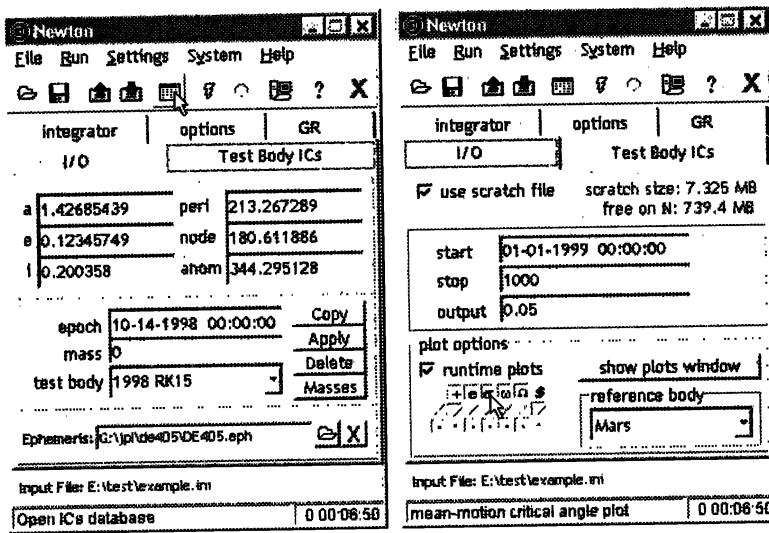 Newton
File Run Settings System Help
?
X
integrator options GR
I/O Test Body ICs
a 1.42685439 peri 213.267289
e 0.12345749 node 180.611886
i 0.200358 anom 344.295128
epoch 10-14-1998 00:00:00 Copy
Apply
mass 0
Delete
test body 1998 RK15
Masses
Ephemeris: G:\jpl\de405\DE405.eph
X
Input File: E:\test\example.ini
Open ICs database 0 00:06:50
Newton
File Run Settings System Help
?
X
integrator options GR
I/O Test Body ICs
use scratch file scratch size: 7.325 MB
free on N: 739.4 MB
start 01-01-1999 00:00:00
stop 1000
output 0.05
plot options
runtime plots show plots window
e ω Ω $
reference body
Mars
Input File: E:\test\example.ini
mean-motion critical angle plot 0 00:06:50